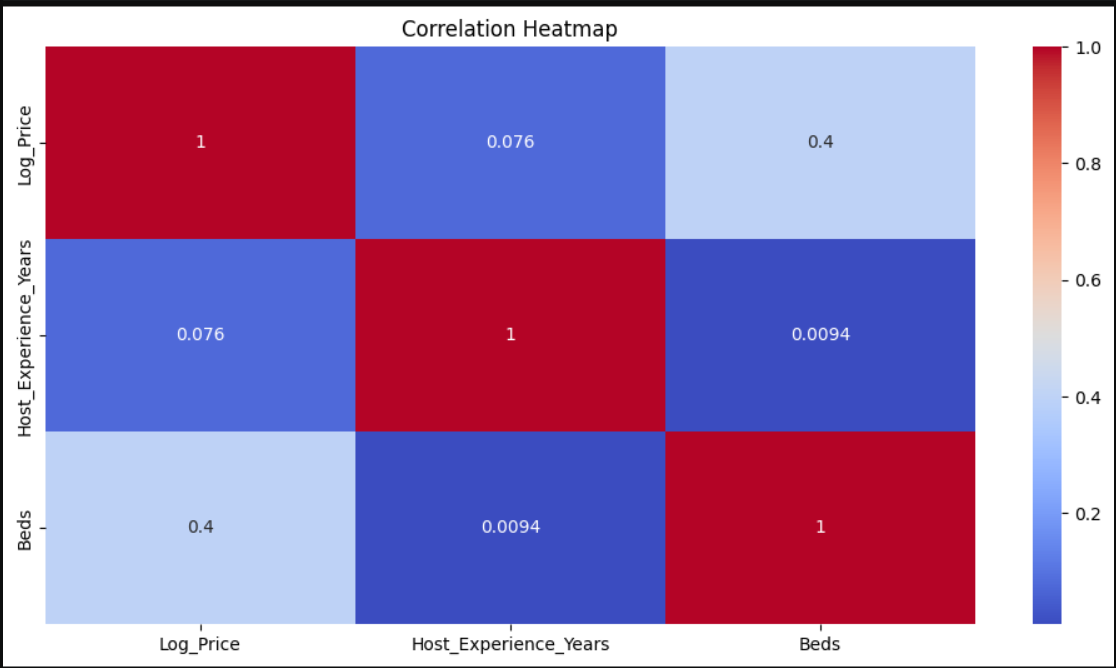 Correlation Heatmap
Log_Price
1
0.076
0.4
Host_Experience_Years
0.076
1
0.0094
Beds
0.4
0.0094
1
Log_Price
Host_Experience_Years
Beds
1.0
0.8
0.6
0.4
0.2